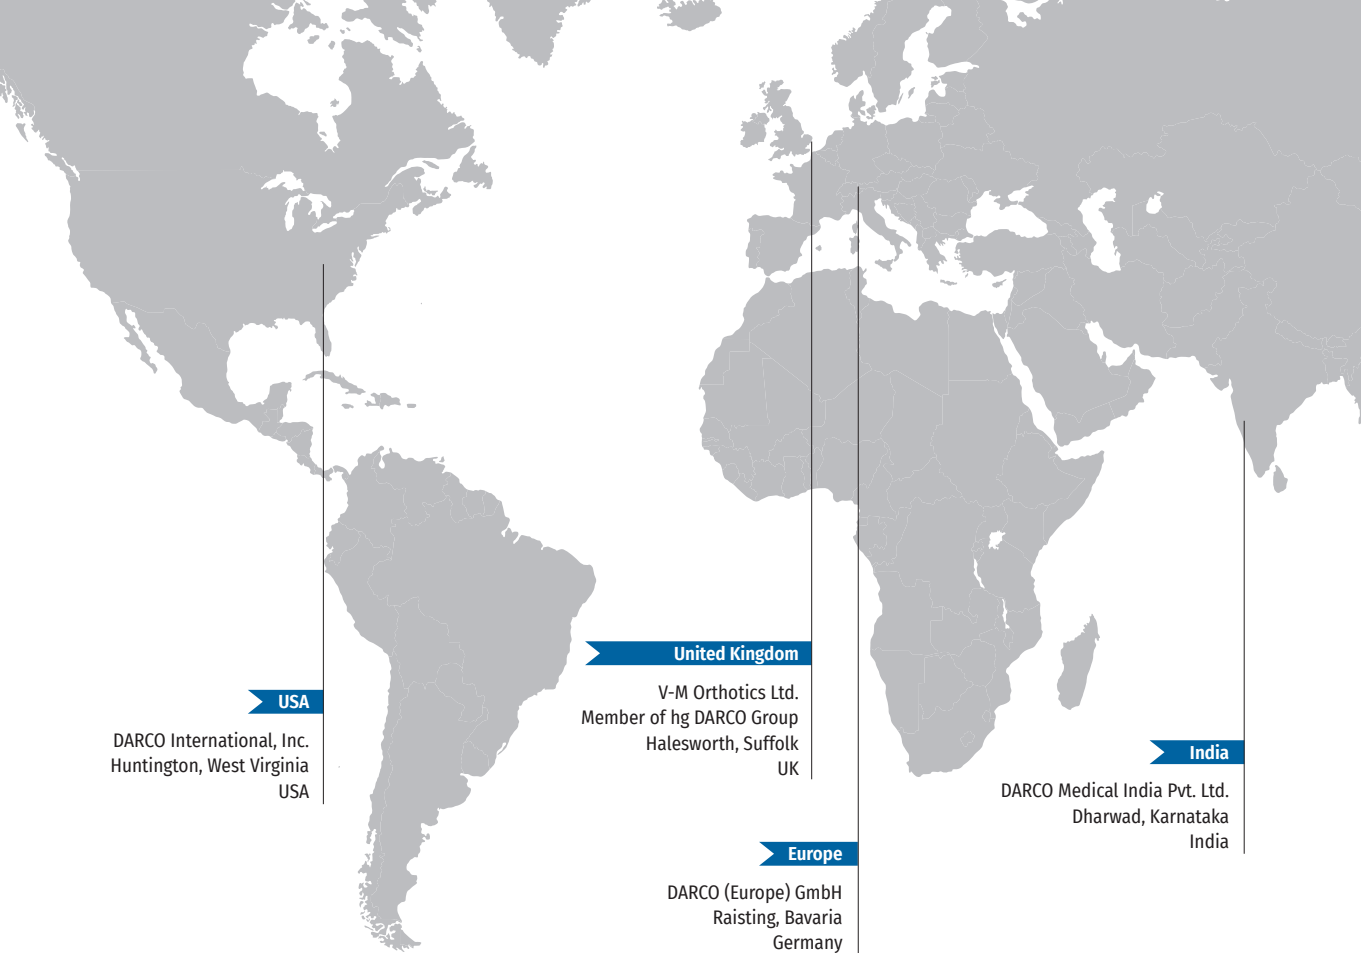 United Kingdom
V-M Orthotics Ltd.
Member of hg DARCO Group
Halesworth, Suffolk
UK
USA
DARCO International, Inc.
Huntington, West Virginia
USA
India
DARCO Medical India Pvt. Ltd.
Dharwad, Karnataka
India
Europe
DARCO (Europe) GmbH
Raisting, Bavaria
Germany